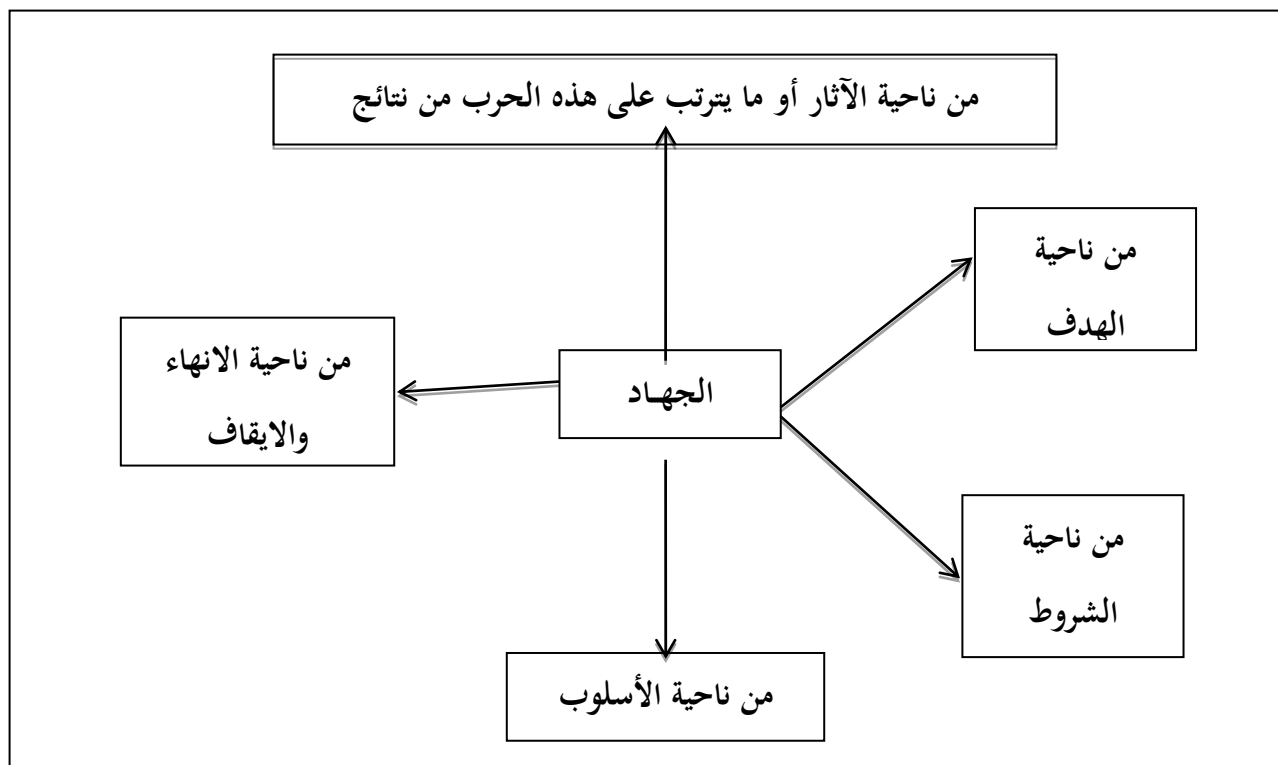 من ناحية الآثار أو ما يترتب على هذه الحرب من نتائج
من ناحية
الهدف
من ناحية الانهاء
والايقاف
الجهـاد
من ناحية
الشروط
من ناحية الأسلوب